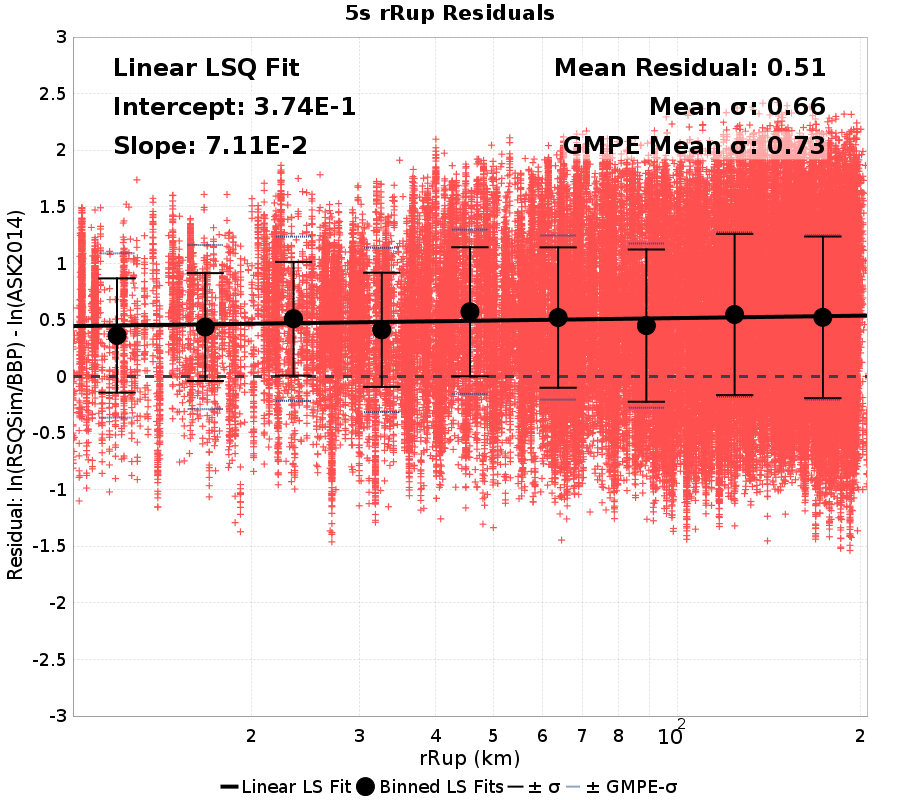 5s rRup Residuals
Linear LSQ Fit
Intercept: 3.74E-1
Slope: 7.11E-2
Mean Residual: 0.51
Mean σ: 0.66
GMPE Mean σ: 0.73
Residual: ln(RSQSim/BBP) - ln(ASK2014)
3
2.5
2
1.5
1
0.5
0
-0.5
-1
-1.5
-2
-2.5
-3
2 3 4 5 6 7 8 10² 2
rRup (km)
Linear LS Fit Binned LS Fits ± σ ± GMPE-σ